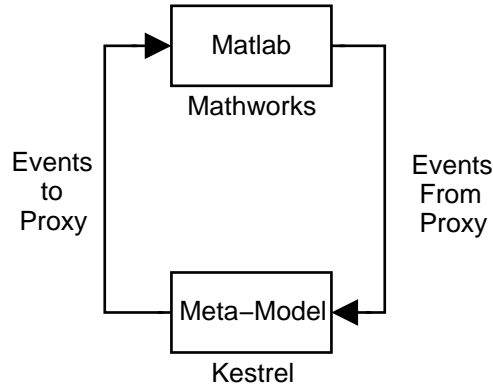 Matlab
Mathworks
Events
to
Proxy
Events
From
Proxy
Meta−Model
Kestrel